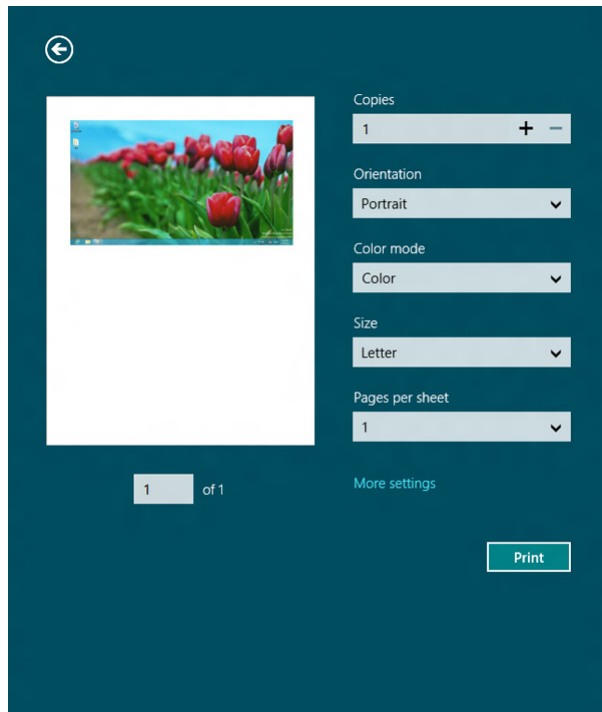 Copies
1
Orientation
Portrait
Color mode
Color
Size
Letter
Pages per sheet
1
1 of 1
More settings
Print